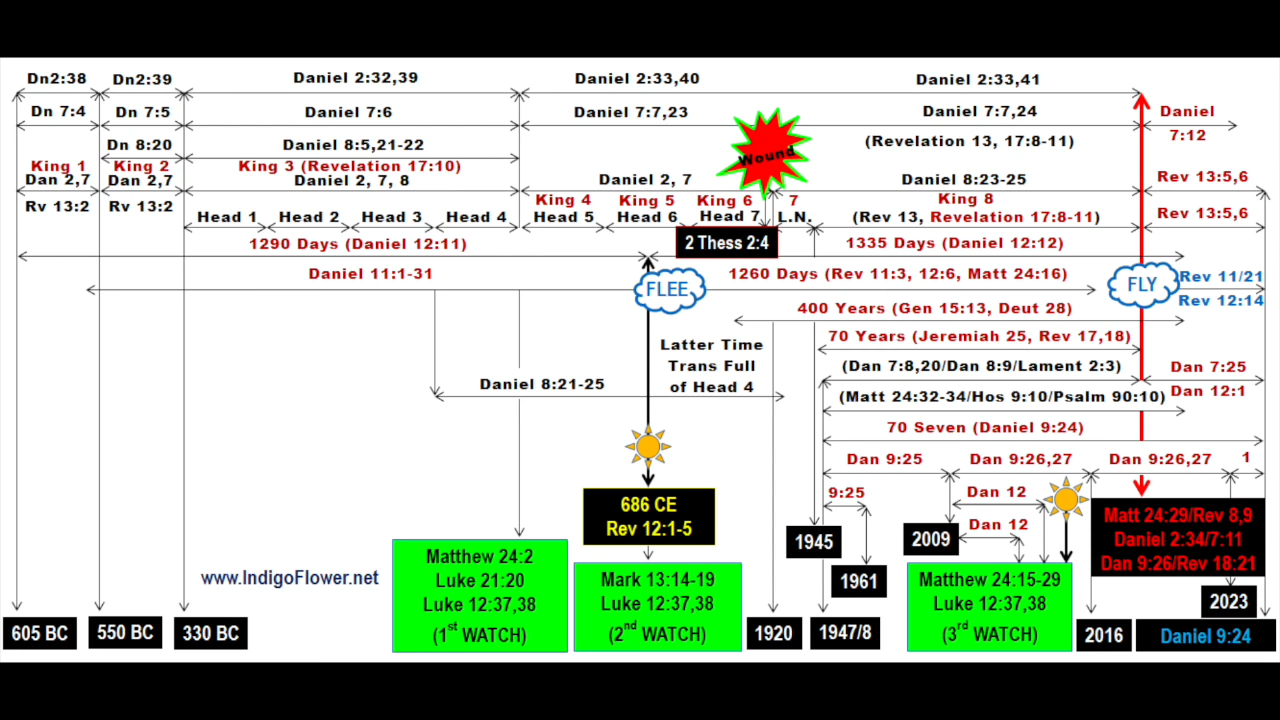 Dn2:38 Dn2:39 Daniel 2:32,39 Daniel 2:33,40 Daniel 2:33,41
Dn 7:4 Dn 7:5 Daniel 7:6 Daniel 7:7,23 Daniel 7:7,24 Daniel
7:12
Dn 8:20 Daniel 8:5,21-22 (Revelation 13, 17:8-11)
Wound
King 1 King 2 King 3 (Revelation 17:10)
Dan 2,7 Dan 2,7 Daniel 2, 7, 8 Daniel 2, 7 Daniel 8:23-25 Rev 13:5,6
King 4 King 5 King 6 7 King 8
Rv 13:2 Rv 13:2 Head 1 Head 2 Head 3 Head 4 Head 5 Head 6 Head 7 L.N. (Rev 13, Revelation 17:8-11) Rev 13:5,6
1290 Days (Daniel 12:11) 2 Thess 2:4 1335 Days (Daniel 12:12)
Daniel 11:1-31 FLEE 1260 Days (Rev 11:3, 12:6, Matt 24:16) FLY Rev 11/21
Rev 12:14
400 Years (Gen 15:13, Deut 28)
70 Years (Jeremiah 25, Rev 17,18)
Latter Time
Trans Full
of Head 4
Daniel 8:21-25
(Dan 7:8,20/Dan 8:9/Lament 2:3) Dan 7:25
(Matt 24:32-34/Hos 9:10/Psalm 90:10) Dan 12:1
70 Seven (Daniel 9:24)
Dan 9:25 Dan 9:26,27 Dan 9:26,27 1
9:25 Dan 12
Dan 12
686 CE
Rev 12:1-5
1945
2009
Matt 24:29/Rev 8,9
Daniel 2:34/7:11
Dan 9:26/Rev 18:21
www.IndigoFlower.net
Matthew 24:2
Luke 21:20
Luke 12:37,38
(1st WATCH)
Mark 13:14-19
Luke 12:37,38
(2nd WATCH)
1961
Matthew 24:15-29
Luke 12:37,38
(3rd WATCH)
2023
605 BC 550 BC 330 BC 1920 1947/8 2016 Daniel 9:24